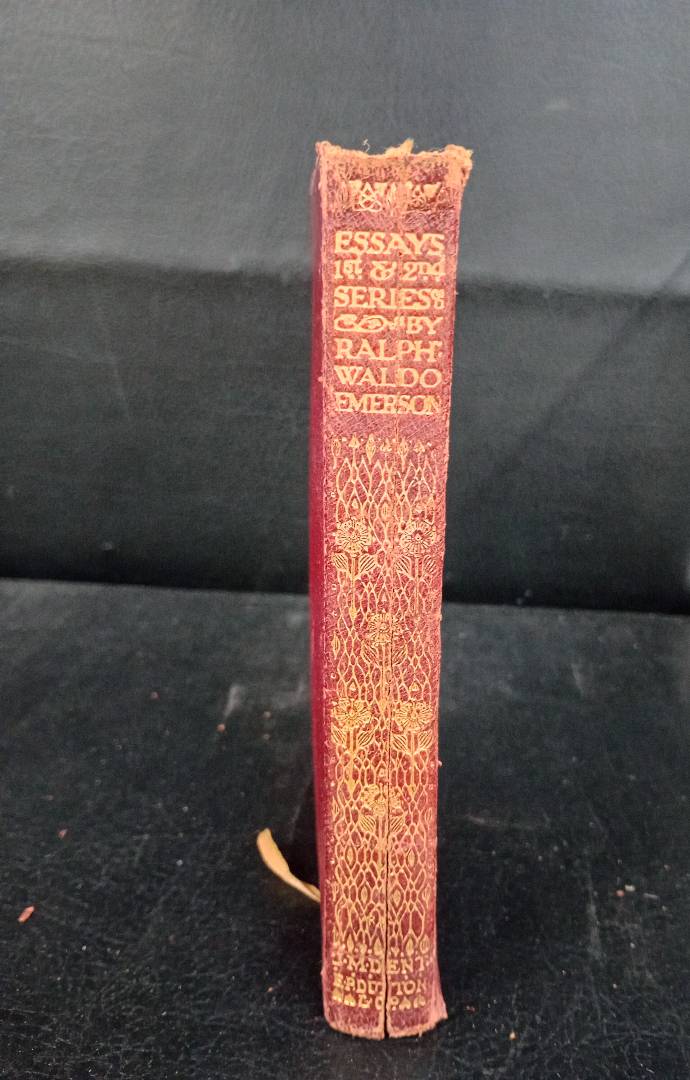 ESSAYS
1st & 2nd
SERIES
BY
RALPH
WALDO
EMERSON
J.M.DENT
E.P.DUTTON
& CO